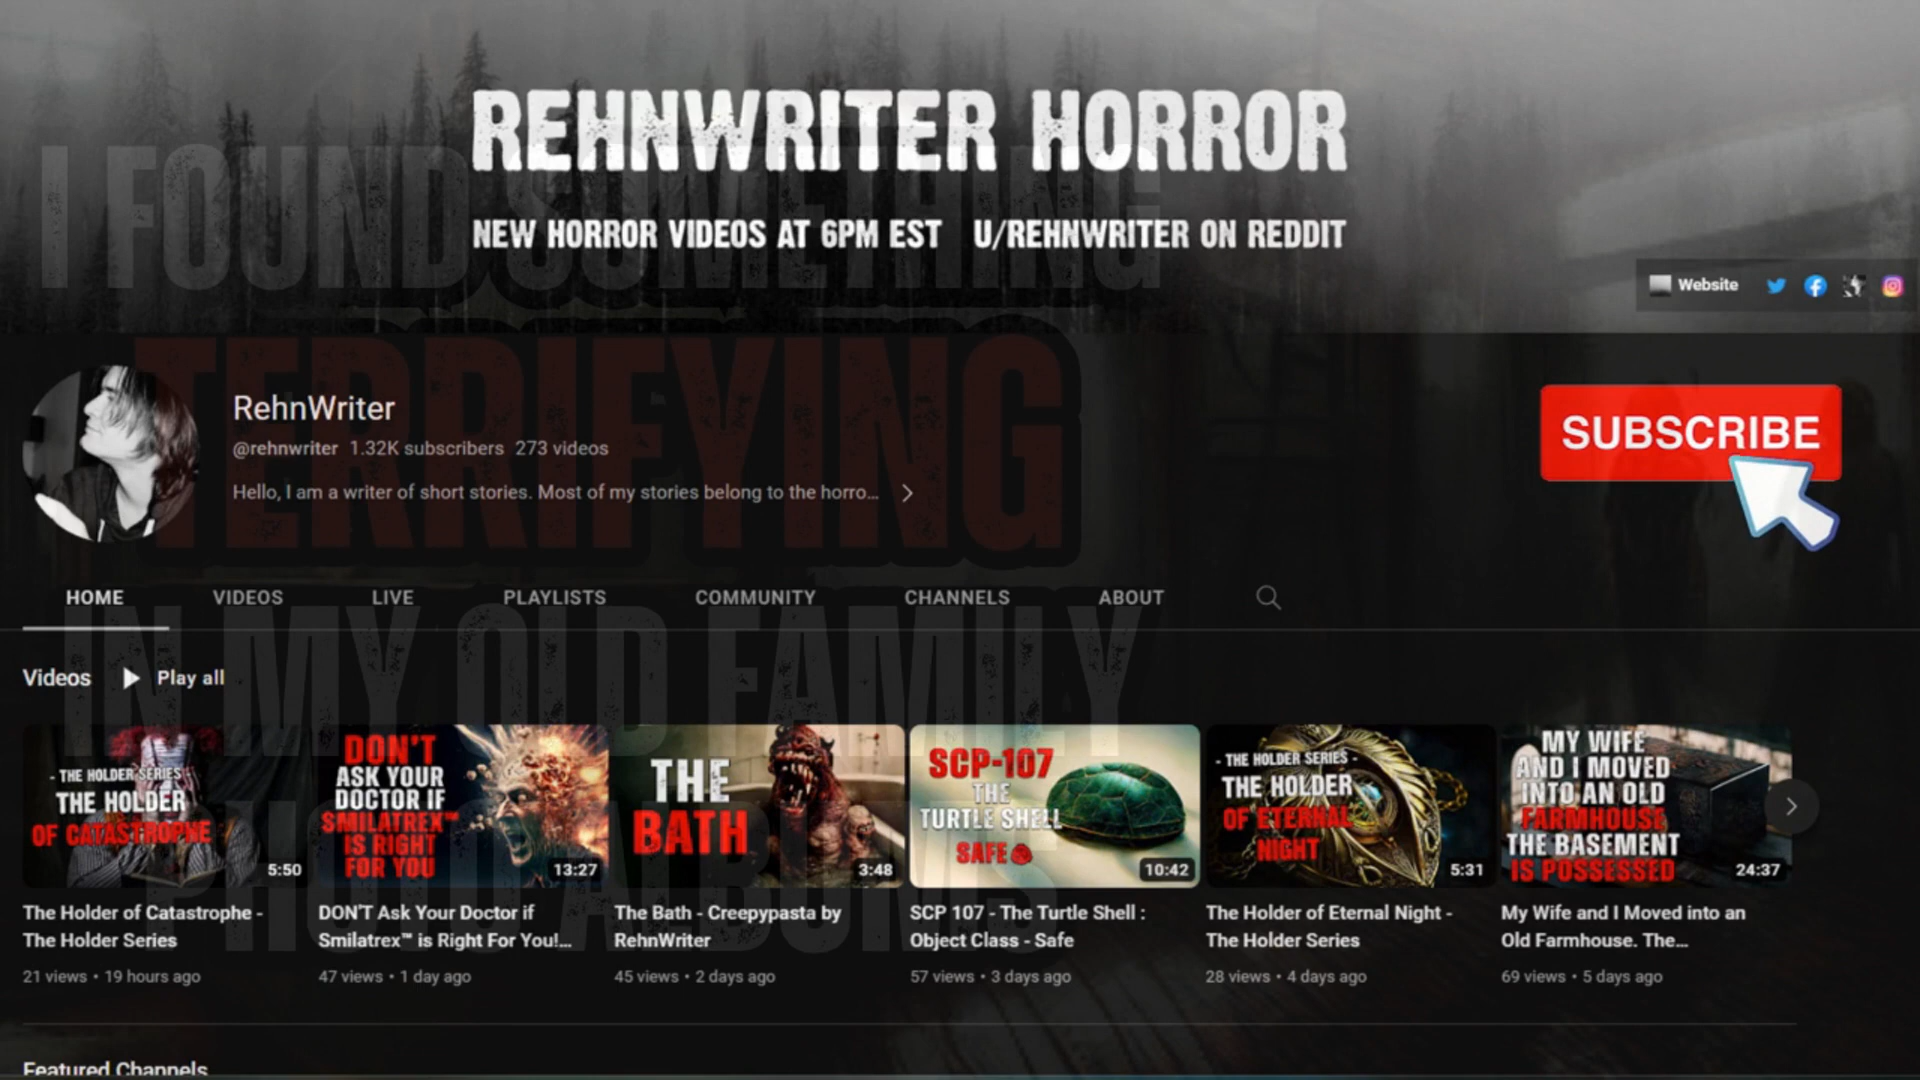 REHNWRITER HORROR
NEW HORROR VIDEOS AT 6PM EST U/REHNWRITER ON REDDIT
I FOUND SOMETHING
TERRIFYING
IN MY OLD FAMILY
PHOTO ALBUMS
Website
RehnWriter
@rehnwriter 1.32K subscribers 273 videos
Hello, I am a writer of short stories. Most of my stories belong to the horro...
SUBSCRIBE
HOME VIDEOS LIVE PLAYLISTS COMMUNITY CHANNELS ABOUT
Videos Play all
- THE HOLDER SERIES -
THE HOLDER
OF CATASTROPHE
5:50
The Holder of Catastrophe -
The Holder Series
21 views • 19 hours ago
DON'T
ASK YOUR
DOCTOR IF
SMILATREX™
IS RIGHT
FOR YOU
13:27
DON'T Ask Your Doctor if
Smilatrex™ is Right For You!...
47 views • 1 day ago
THE
BATH
3:48
The Bath - Creepypasta by
RehnWriter
45 views • 2 days ago
SCP-107
THE
TURTLE SHELL
SAFE
10:42
SCP 107 - The Turtle Shell :
Object Class - Safe
57 views • 3 days ago
- THE HOLDER SERIES -
THE HOLDER
OF ETERNAL
NIGHT
5:31
The Holder of Eternal Night -
The Holder Series
28 views • 4 days ago
MY WIFE
AND I MOVED
INTO AN OLD
FARMHOUSE
THE BASEMENT
IS POSSESSED
24:37
My Wife and I Moved into an
Old Farmhouse. The...
69 views • 5 days ago
Featured Channels